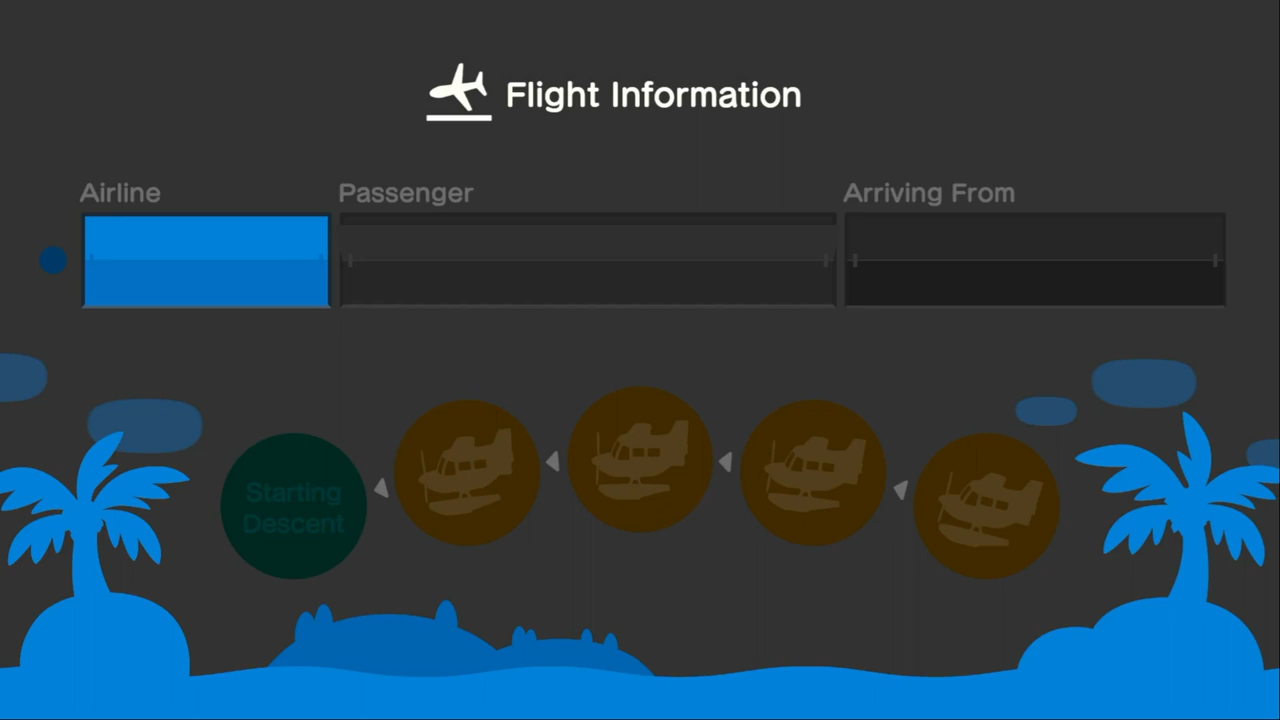 Flight Information
Airline
Passenger
Arriving From
Starting
Descent